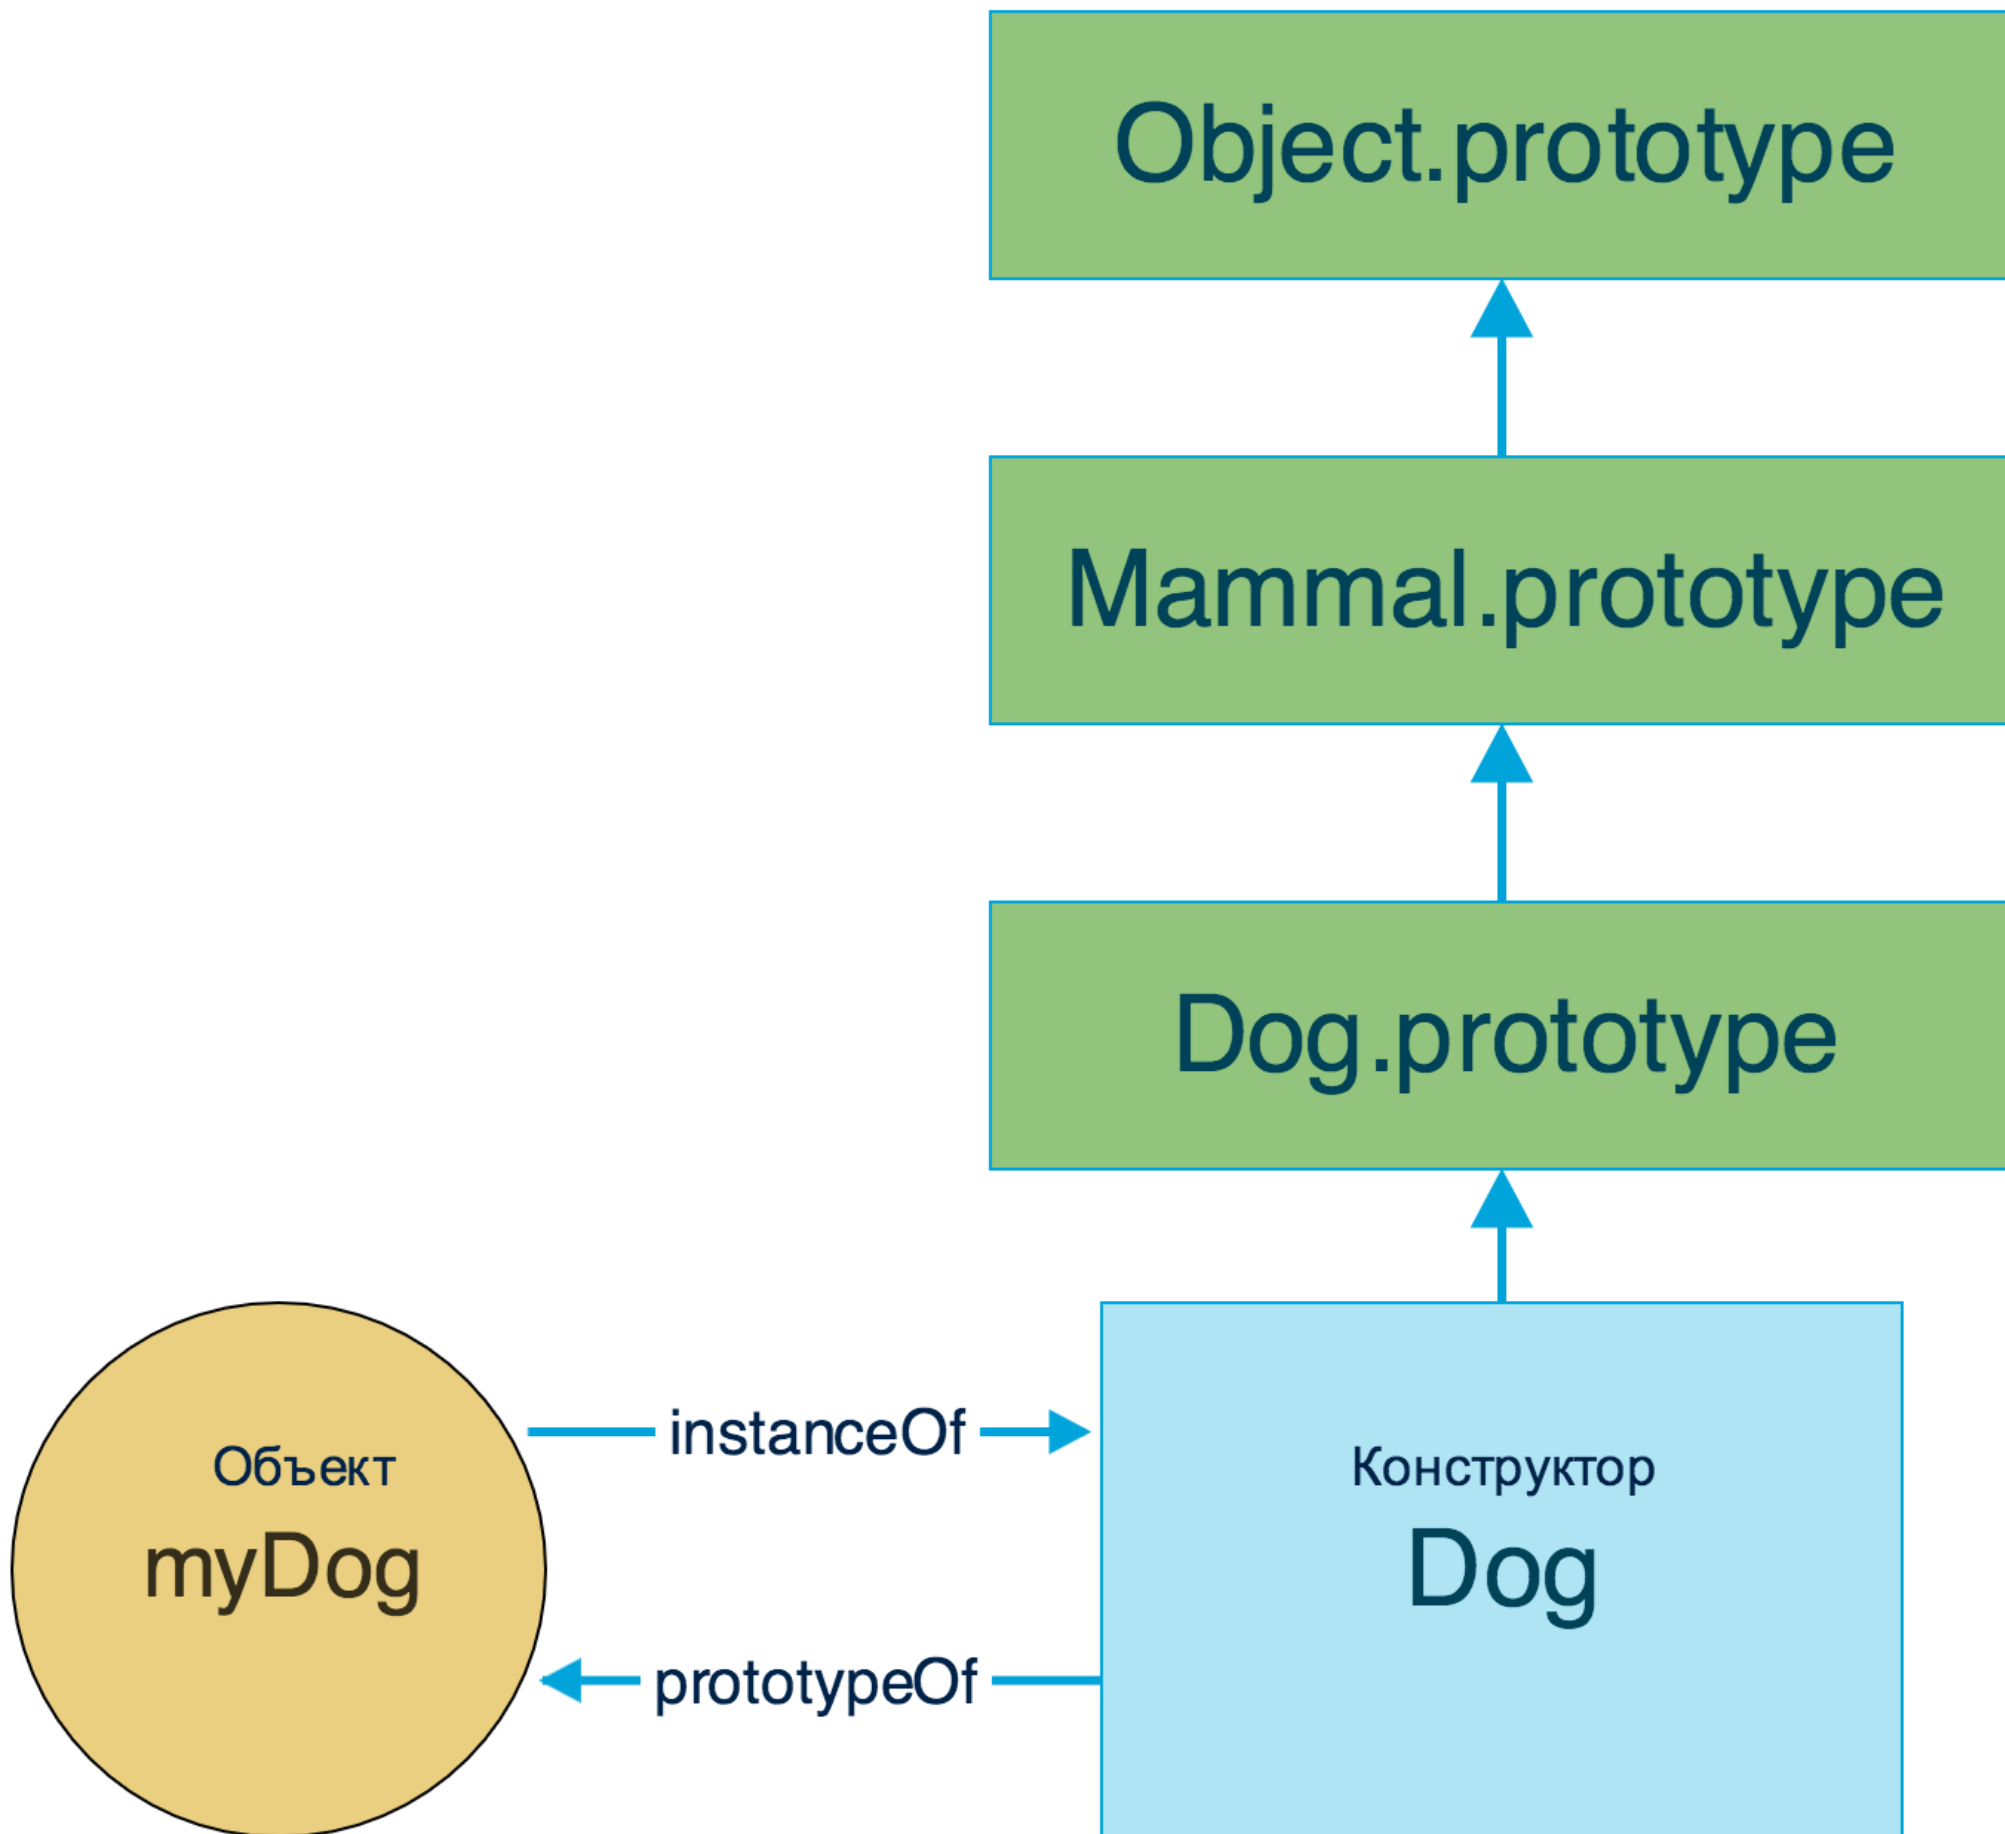 Object.prototype
Mammal.prototype
Dog.prototype
instanceOf
Объект
myDog
Конструктор
Dog
prototypeOf